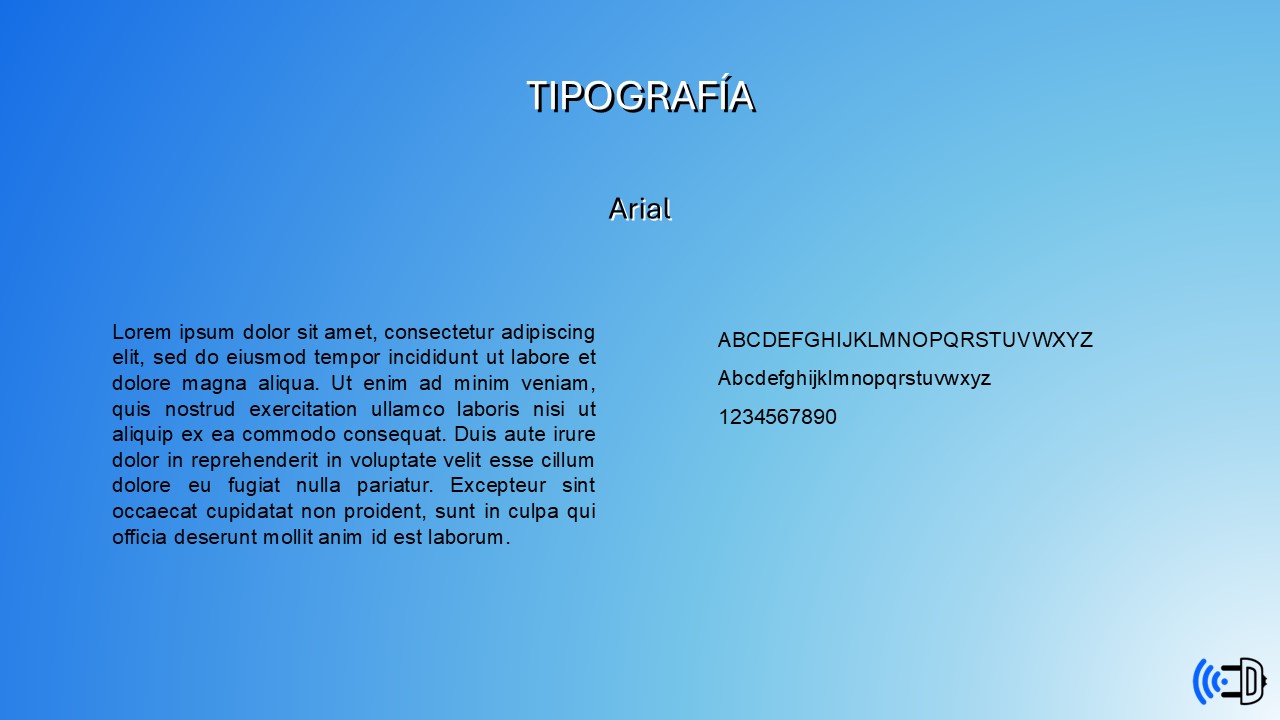 TIPOGRAFÍA
Arial
Lorem ipsum dolor sit amet, consectetur adipiscing
elit, sed do eiusmod tempor incididunt ut labore et
dolore magna aliqua. Ut enim ad minim veniam,
quis nostrud exercitation ullamco laboris nisi ut
aliquip ex ea commodo consequat. Duis aute irure
dolor in reprehenderit in voluptate velit esse cillum
dolore eu fugiat nulla pariatur. Excepteur sint
occaecat cupidatat non proident, sunt in culpa qui
officia deserunt mollit anim id est laborum.
ABCDEFGHIJKLMNOPQRSTUVWXYZ
Abcdefghijklmnopqrstuvwxyz
1234567890